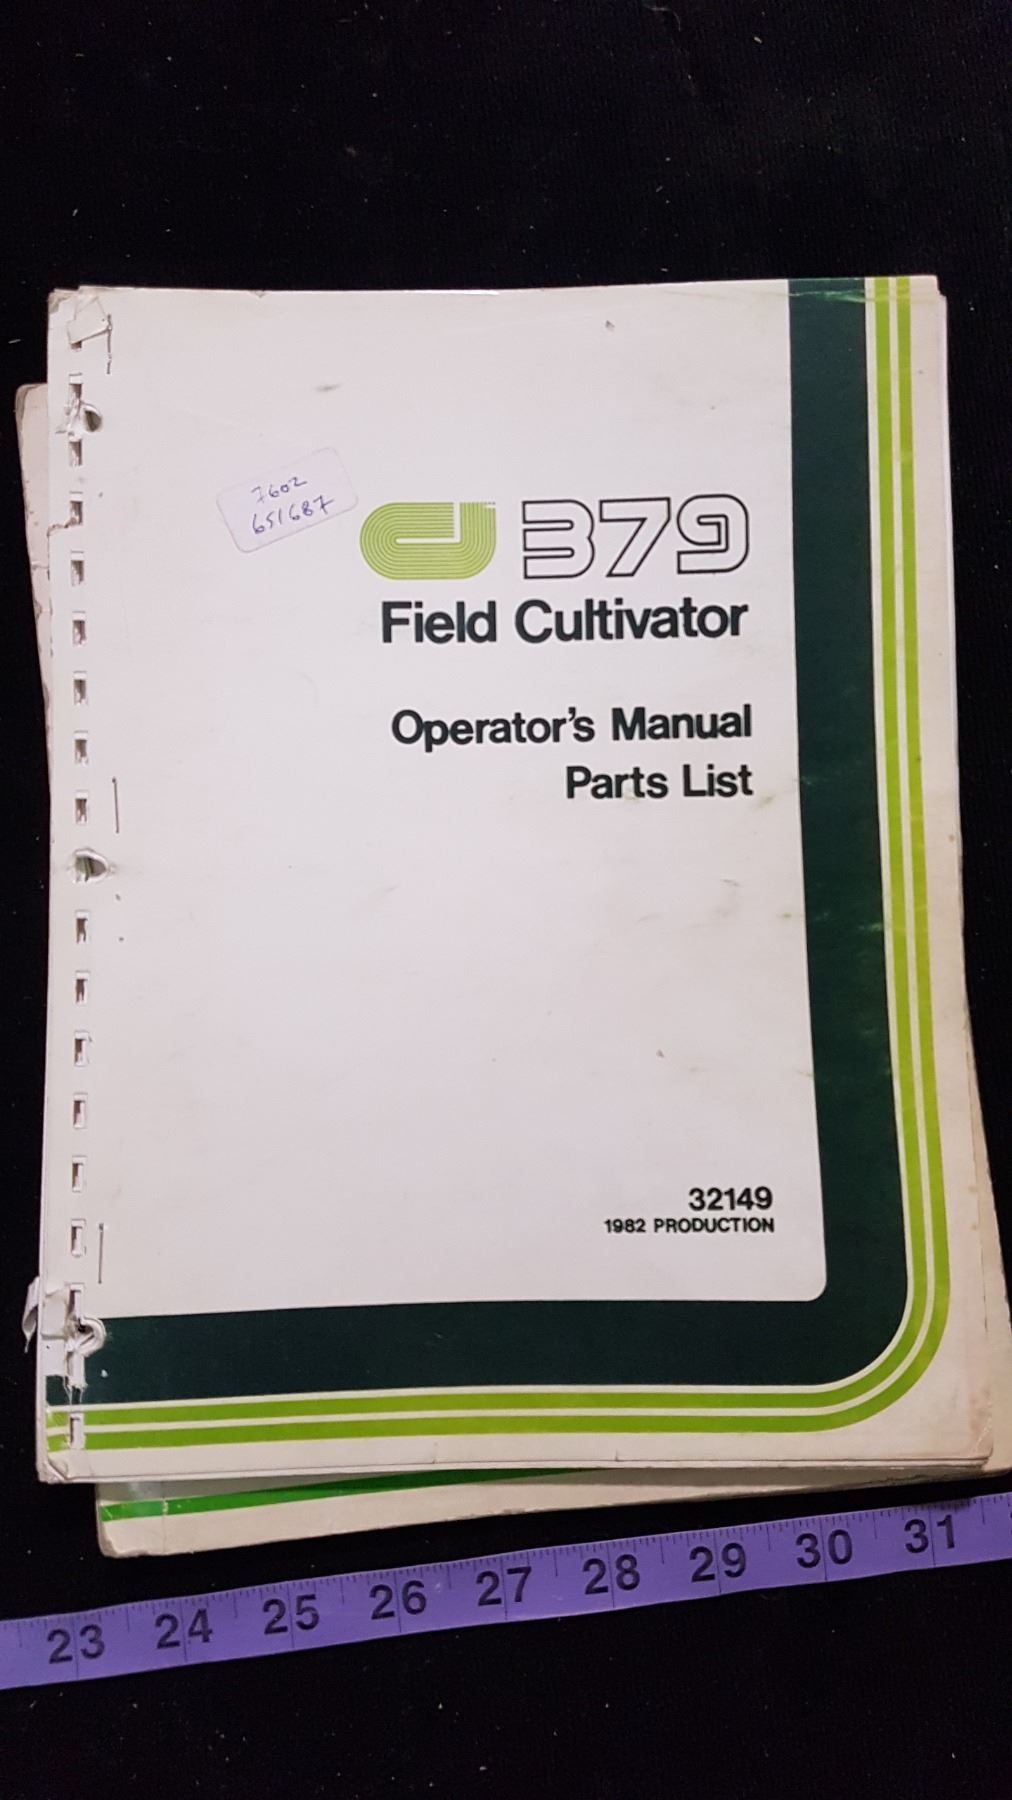 7602
651687
CJ 379
Field Cultivator
Operator's Manual
Parts List
32149
1982 PRODUCTION
23 24 25 26 27 28 29 30 31